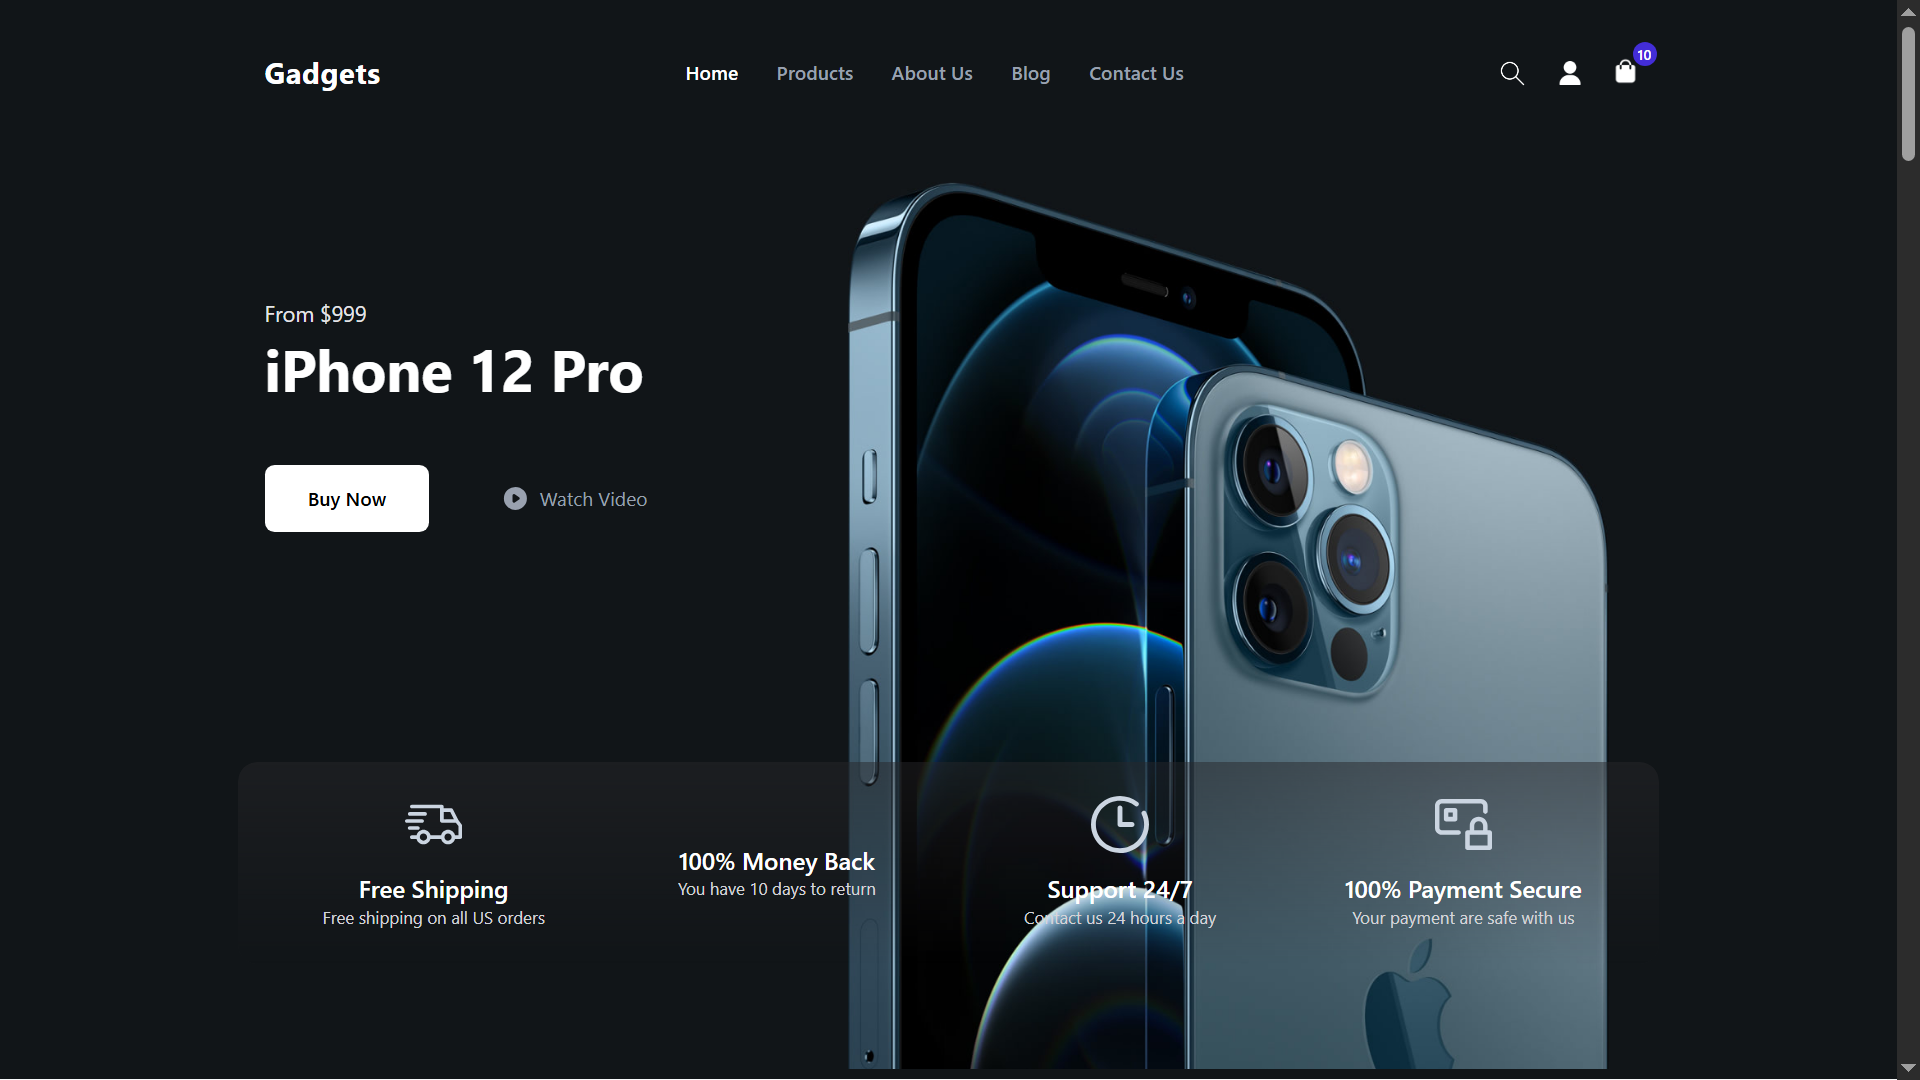 Gadgets
Home
Products
About Us
Blog
Contact Us
10
From $999
iPhone 12 Pro
Buy Now
Watch Video
Free Shipping
Free shipping on all US orders
100% Money Back
You have 10 days to return
Support 24/7
Contact us 24 hours a day
100% Payment Secure
Your payment are safe with us